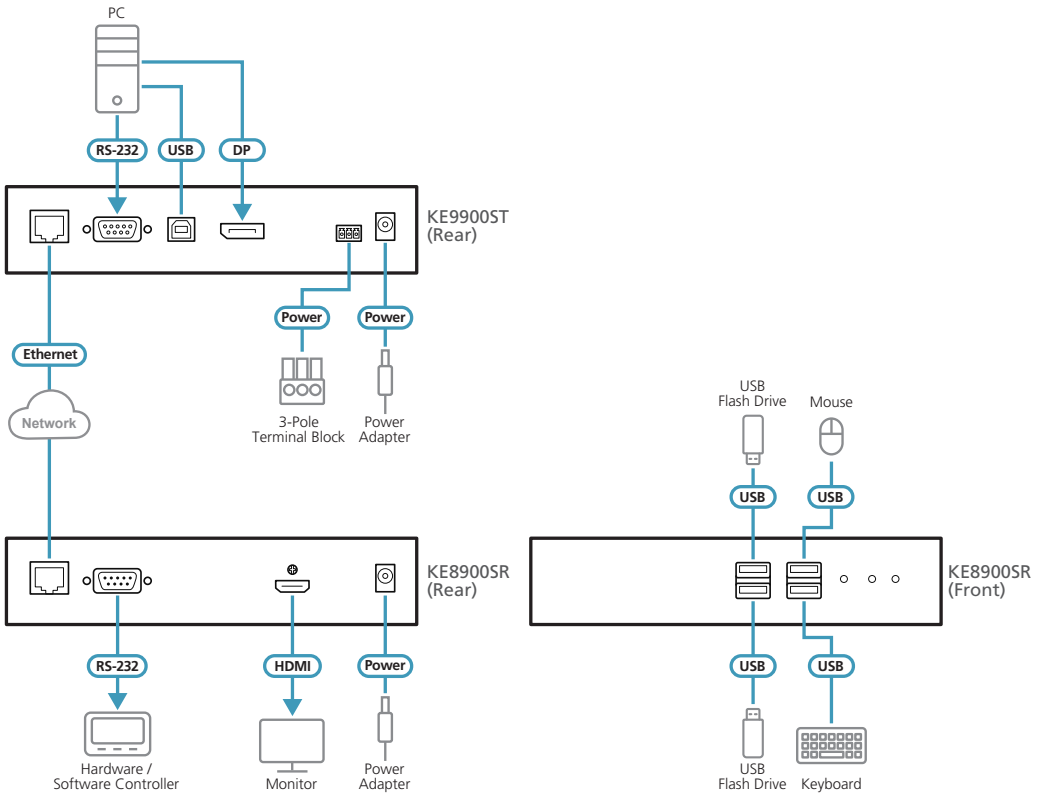 PC
RS-232
USB
DP
KE9900ST
(Rear)
Power
Power
Ethernet
Network
3-Pole
Terminal Block
Power
Adapter
USB
Flash Drive
Mouse
USB
USB
KE8900SR
(Rear)
KE8900SR
(Front)
RS-232
HDMI
Power
USB
USB
Hardware /
Software Controller
Monitor
Power
Adapter
USB
Flash Drive
Keyboard